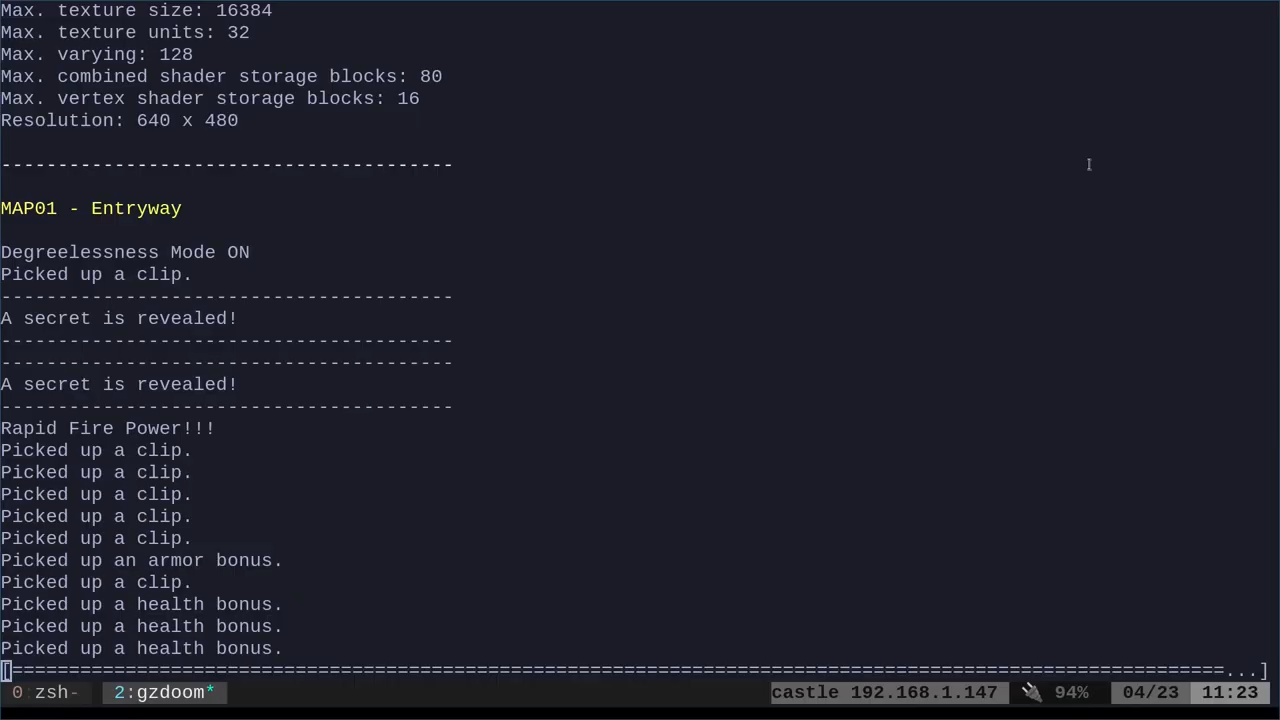 Max. texture size: 16384
Max. texture units: 32
Max. varying: 128
Max. combined shader storage blocks: 80
Max. vertex shader storage blocks: 16
Resolution: 640 x 480
----------------------------------------
MAP01 - Entryway
Degreelessness Mode ON
Picked up a clip.
----------------------------------------
A secret is revealed!
----------------------------------------
----------------------------------------
A secret is revealed!
----------------------------------------
Rapid Fire Power!!!
Picked up a clip.
Picked up a clip.
Picked up a clip.
Picked up a clip.
Picked up a clip.
Picked up an armor bonus.
Picked up a clip.
Picked up a health bonus.
Picked up a health bonus.
Picked up a health bonus.
[===========================================================================================================...]
0 zsh- 2:gzdoom* castle 192.168.1.147 🔌 94% 04/23 11:23